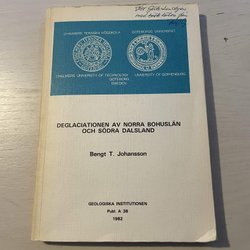 CHALMERS TEKNISKA HÖGSKOLA
GÖTEBORGS UNIVERSITET
CHALMERS UNIVERSITY OF TECHNOLOGY
GÖTEBORG
SWEDEN
UNIVERSITY OF GOTHENBURG
DEGLACIATIONEN AV NORRA BOHUSLÄN
OCH SÖDRA DALSLAND
Bengt T. Johansson
GEOLOGISKA INSTITUTIONEN
Publ. A 38
1982